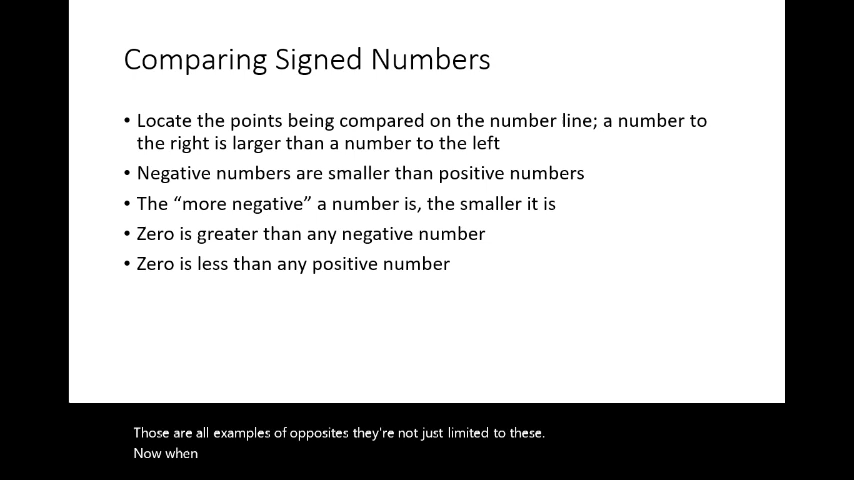 Comparing Signed Numbers
• Locate the points being compared on the number line; a number to
the right is larger than a number to the left
• Negative numbers are smaller than positive numbers
• The “more negative” a number is, the smaller it is
• Zero is greater than any negative number
• Zero is less than any positive number
Those are all examples of opposites they're not just limited to these.
Now when